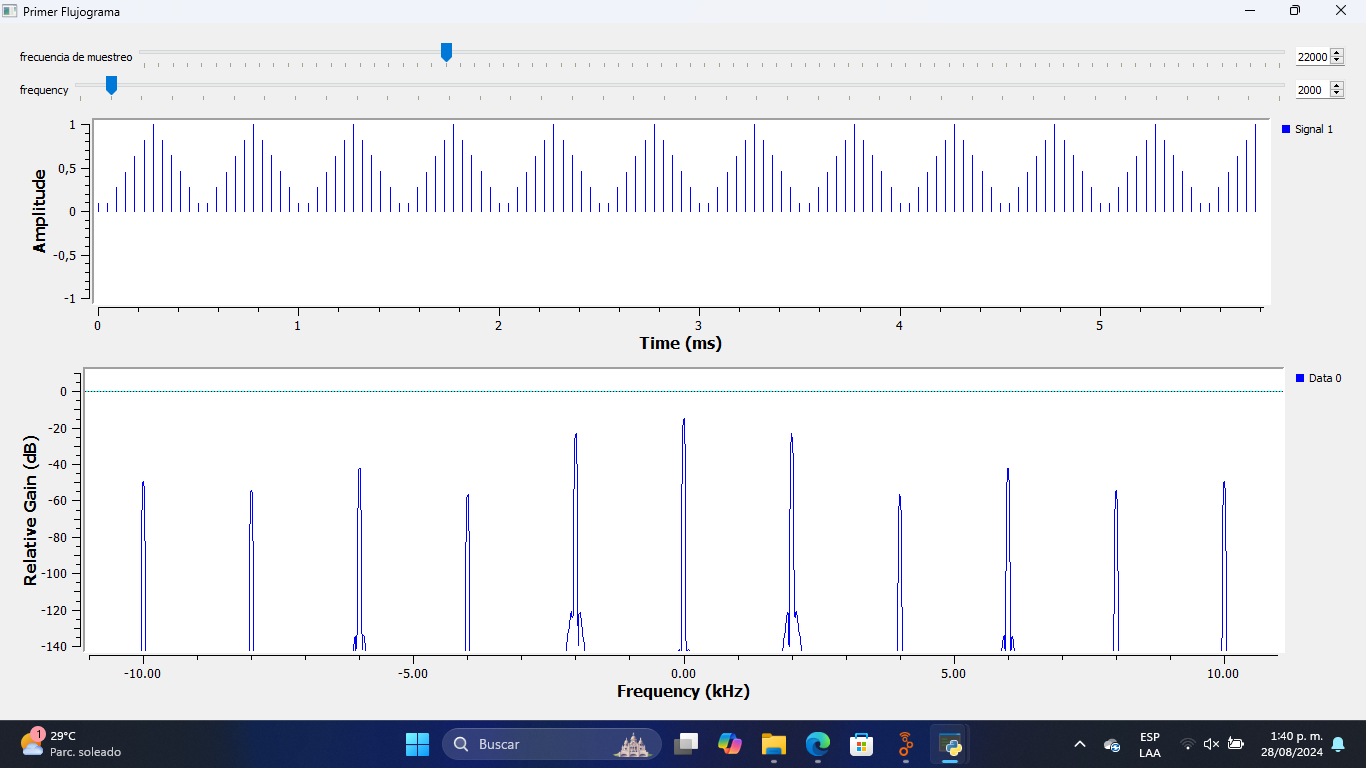 Primer Flujograma
frecuencia de muestreo
22000
frequency
2000
1
0,5
0
-0,5
-1
Amplitude
Signal 1
0
1
2
3
4
5
Time (ms)
0
-20
-40
-60
-80
-100
-120
-140
Relative Gain (dB)
Data 0
-10.00
-5.00
0.00
5.00
10.00
Frequency (kHz)
1
29°C
Parc. soleado
Buscar
ESP
LAA
1:40 p. m.
28/08/2024